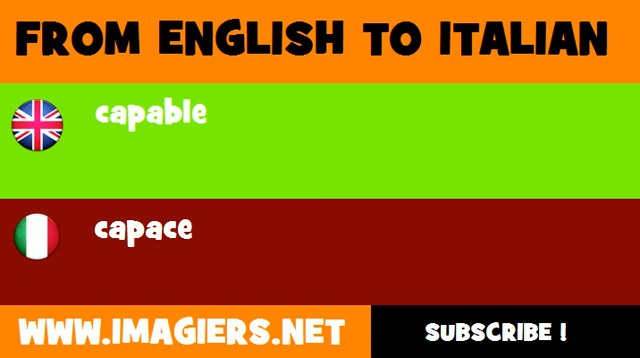 FROM ENGLISH TO ITALIAN
capable
capace
WWW.IMAGIERS.NET
SUBSCRIBE !